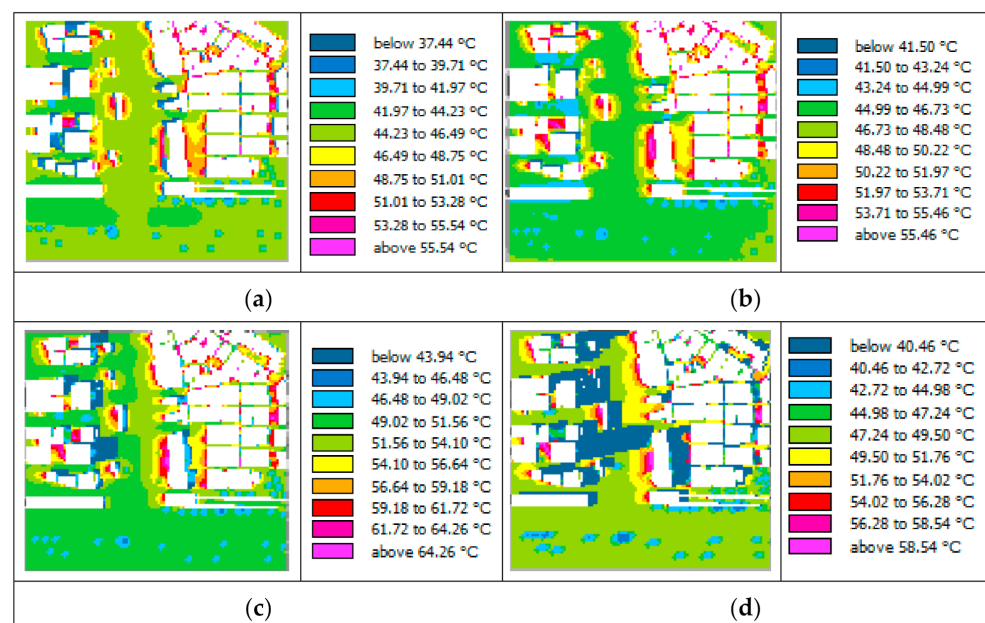 below 37.44 °C
37.44 to 39.71 °C
39.71 to 41.97 °C
41.97 to 44.23 °C
44.23 to 46.49 °C
46.49 to 48.75 °C
48.75 to 51.01 °C
51.01 to 53.28 °C
53.28 to 55.54 °C
above 55.54 °C
below 41.50 °C
41.50 to 43.24 °C
43.24 to 44.99 °C
44.99 to 46.73 °C
46.73 to 48.48 °C
48.48 to 50.22 °C
50.22 to 51.97 °C
51.97 to 53.71 °C
53.71 to 55.46 °C
above 55.46 °C
(a)
(b)
below 43.94 °C
43.94 to 46.48 °C
46.48 to 49.02 °C
49.02 to 51.56 °C
51.56 to 54.10 °C
54.10 to 56.64 °C
56.64 to 59.18 °C
59.18 to 61.72 °C
61.72 to 64.26 °C
above 64.26 °C
below 40.46 °C
40.46 to 42.72 °C
42.72 to 44.98 °C
44.98 to 47.24 °C
47.24 to 49.50 °C
49.50 to 51.76 °C
51.76 to 54.02 °C
54.02 to 56.28 °C
56.28 to 58.54 °C
above 58.54 °C
(c)
(d)